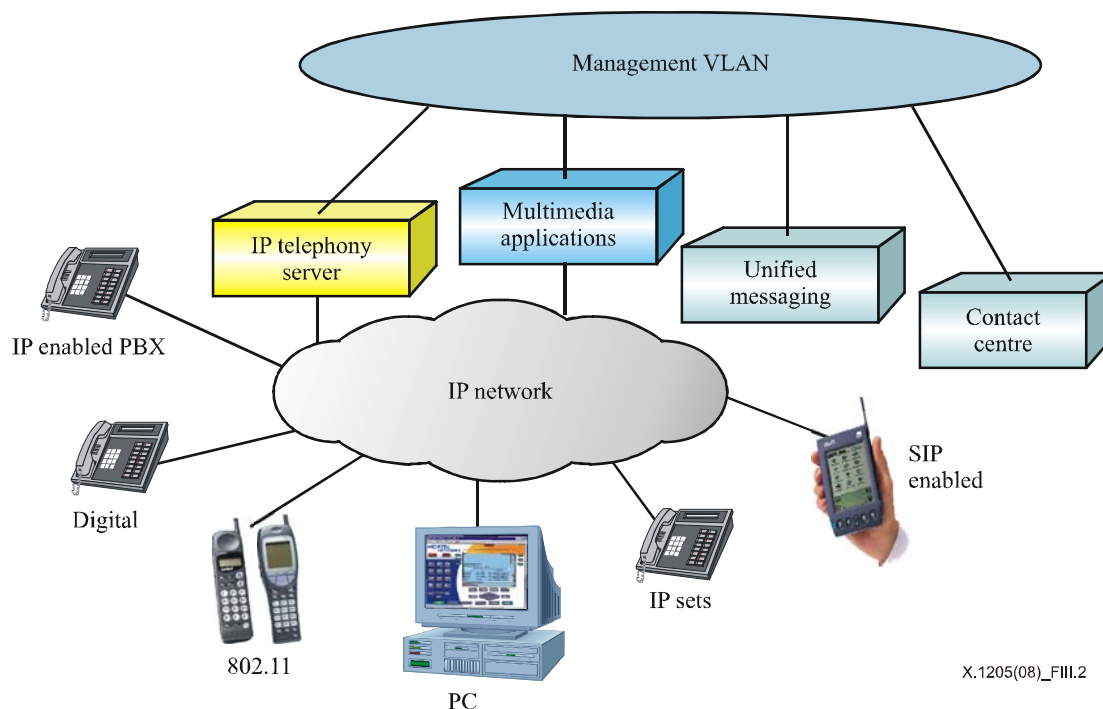 Management VLAN
IP telephony
server
Multimedia
applications
Unified
messaging
Contact
centre
IP enabled PBX
IP network
Digital
SIP
enabled
802.11
PC
IP sets
X.1205(08)_FIII.2